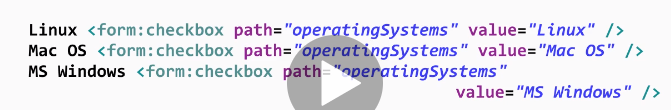 Linux <form:checkbox path="operatingSystems" value="Linux" />
Mac OS <form:checkbox path="operatingSystems" value="Mac OS" />
MS Windows <form:checkbox path="operatingSystems"
value="MS Windows" />